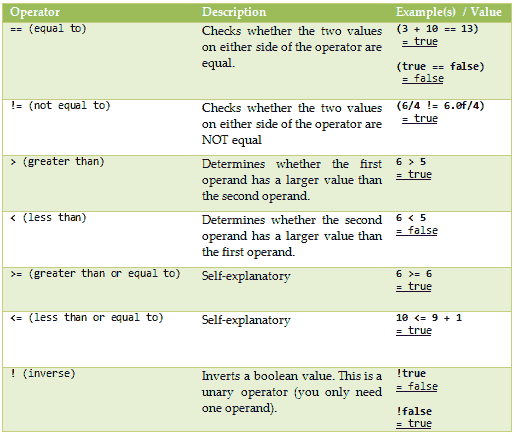 Operator Description Example(s) / Value
== (equal to) Checks whether the two values (3 + 10 == 13)
on either side of the operator are = true
equal. (true == false)
= false
!= (not equal to) Checks whether the two values (6/4 != 6.0f/4)
on either side of the operator are = true
NOT equal
> (greater than) Determines whether the first 6 > 5
operand has a larger value than = true
the second operand.
< (less than) Determines whether the second 6 < 5
operand has a larger value than = false
the first operand.
>= (greater than or equal to) Self-explanatory 6 >= 6
= true
<= (less than or equal to) Self-explanatory 10 <= 9 + 1
= true
! (inverse) Inverts a boolean value. This is a !true
unary operator (you only need = false
one operand). !false
= true